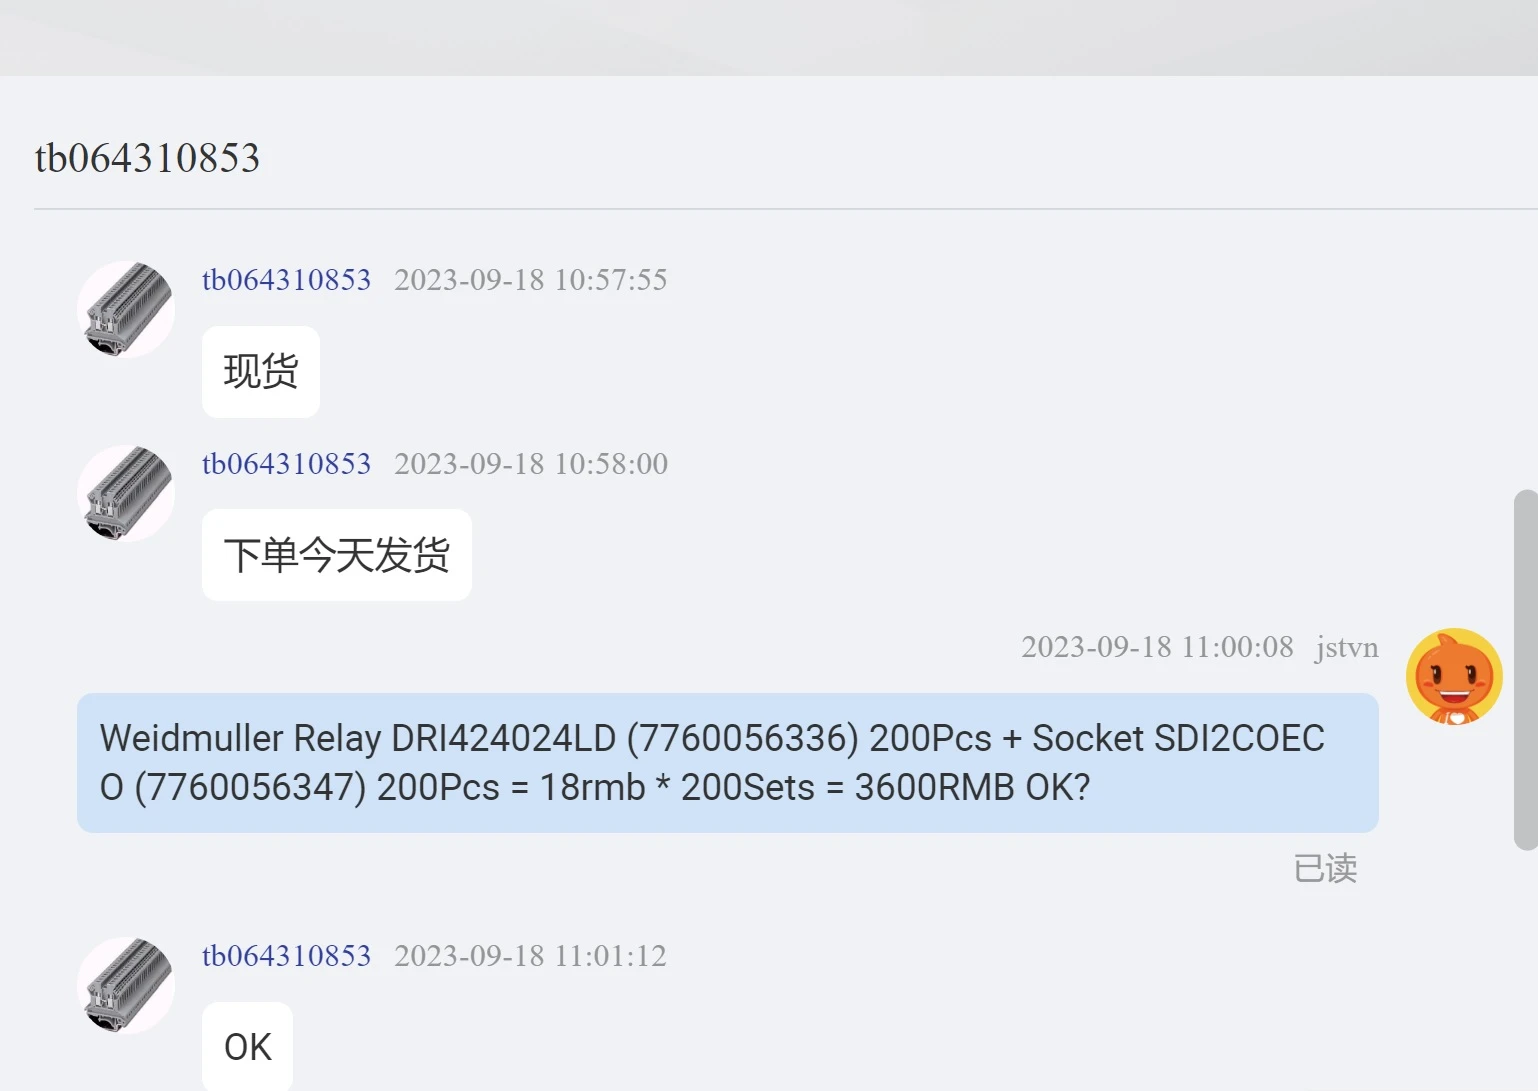 tb064310853
tb064310853 2023-09-18 10:57:55
现货
tb064310853 2023-09-18 10:58:00
下单今天发货
2023-09-18 11:00:08 jstvn
Weidmuller Relay DRI424024LD (7760056336) 200Pcs + Socket SDI2COEC
O (7760056347) 200Pcs = 18rmb * 200Sets = 3600RMB OK?
已读
tb064310853 2023-09-18 11:01:12
OK